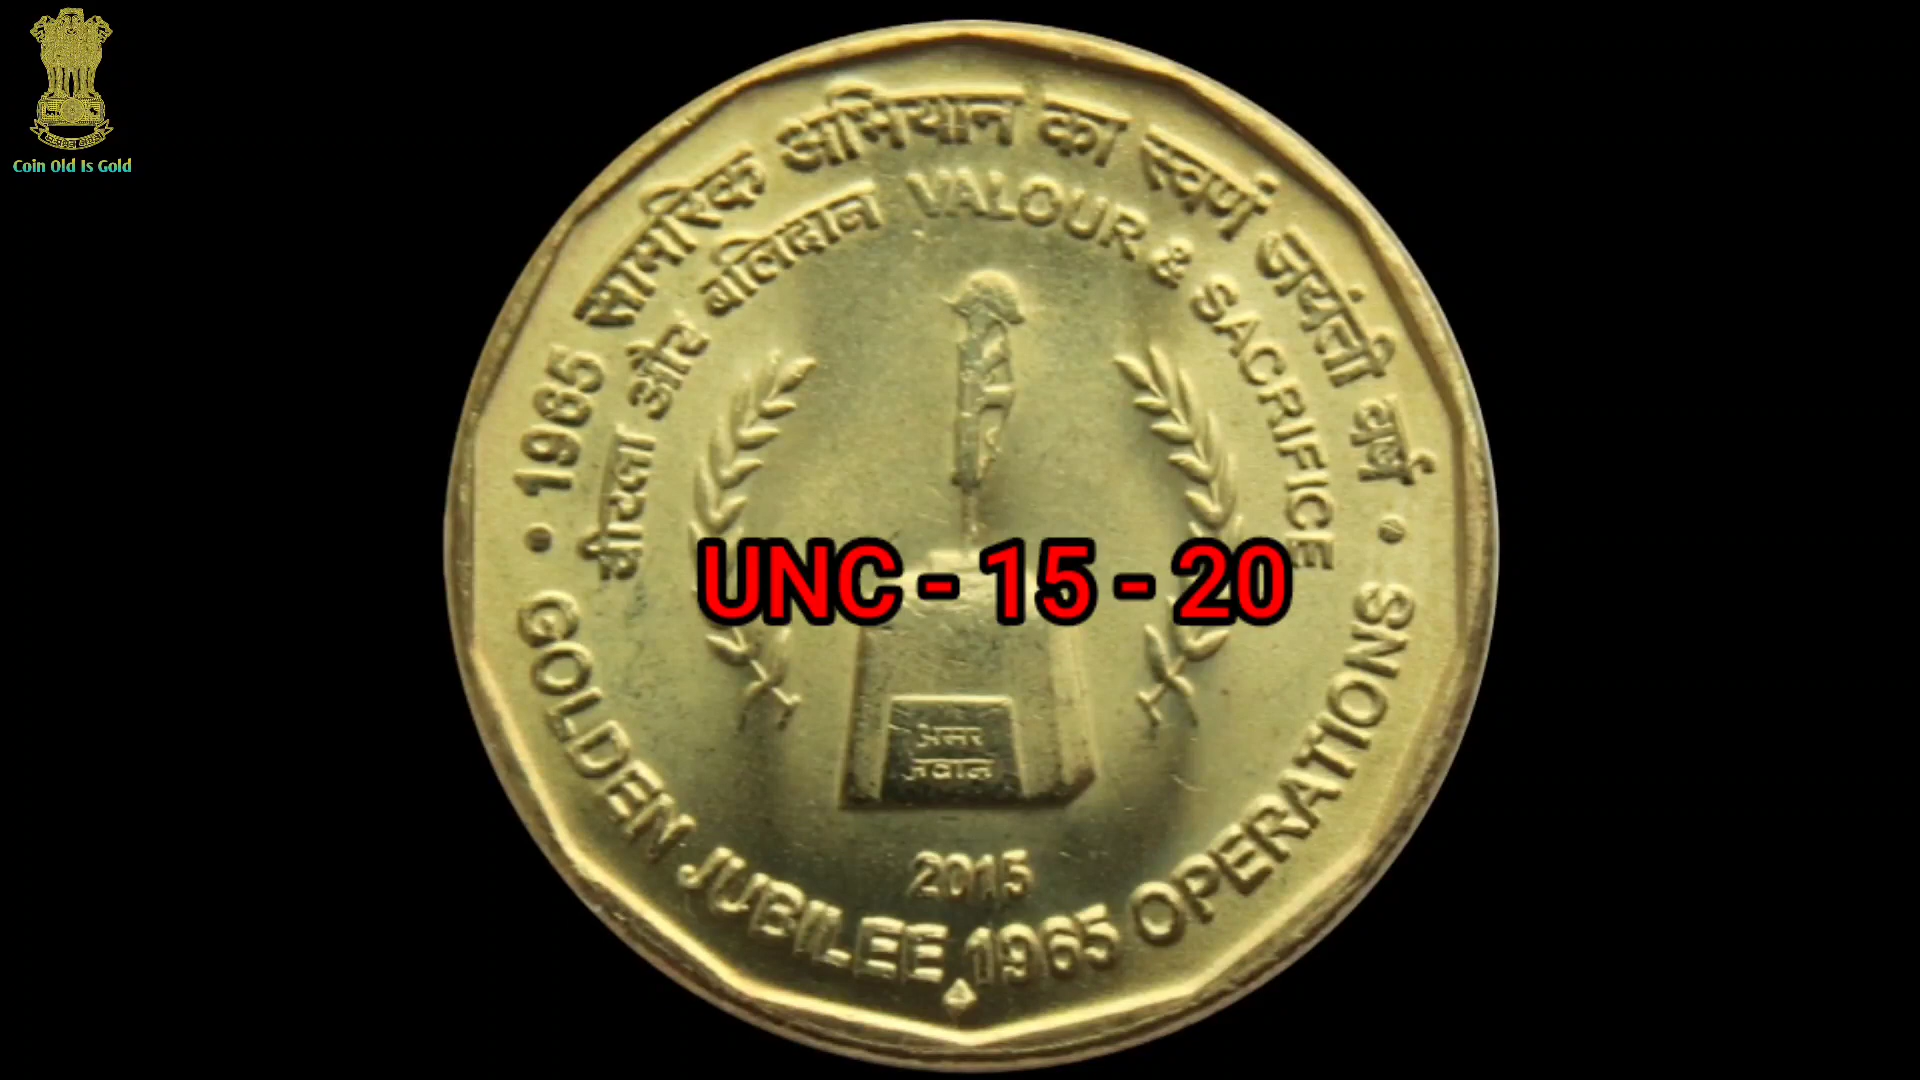 Coin Old Is Gold
1965 सामरिक अभियान का स्वर्ण जयंती वर्ष
वीरता और बलिदान VALOUR & SACRIFICE
UNC - 15 - 20
अमर
जवान
2015
GOLDEN JUBILEE 1965 OPERATIONS